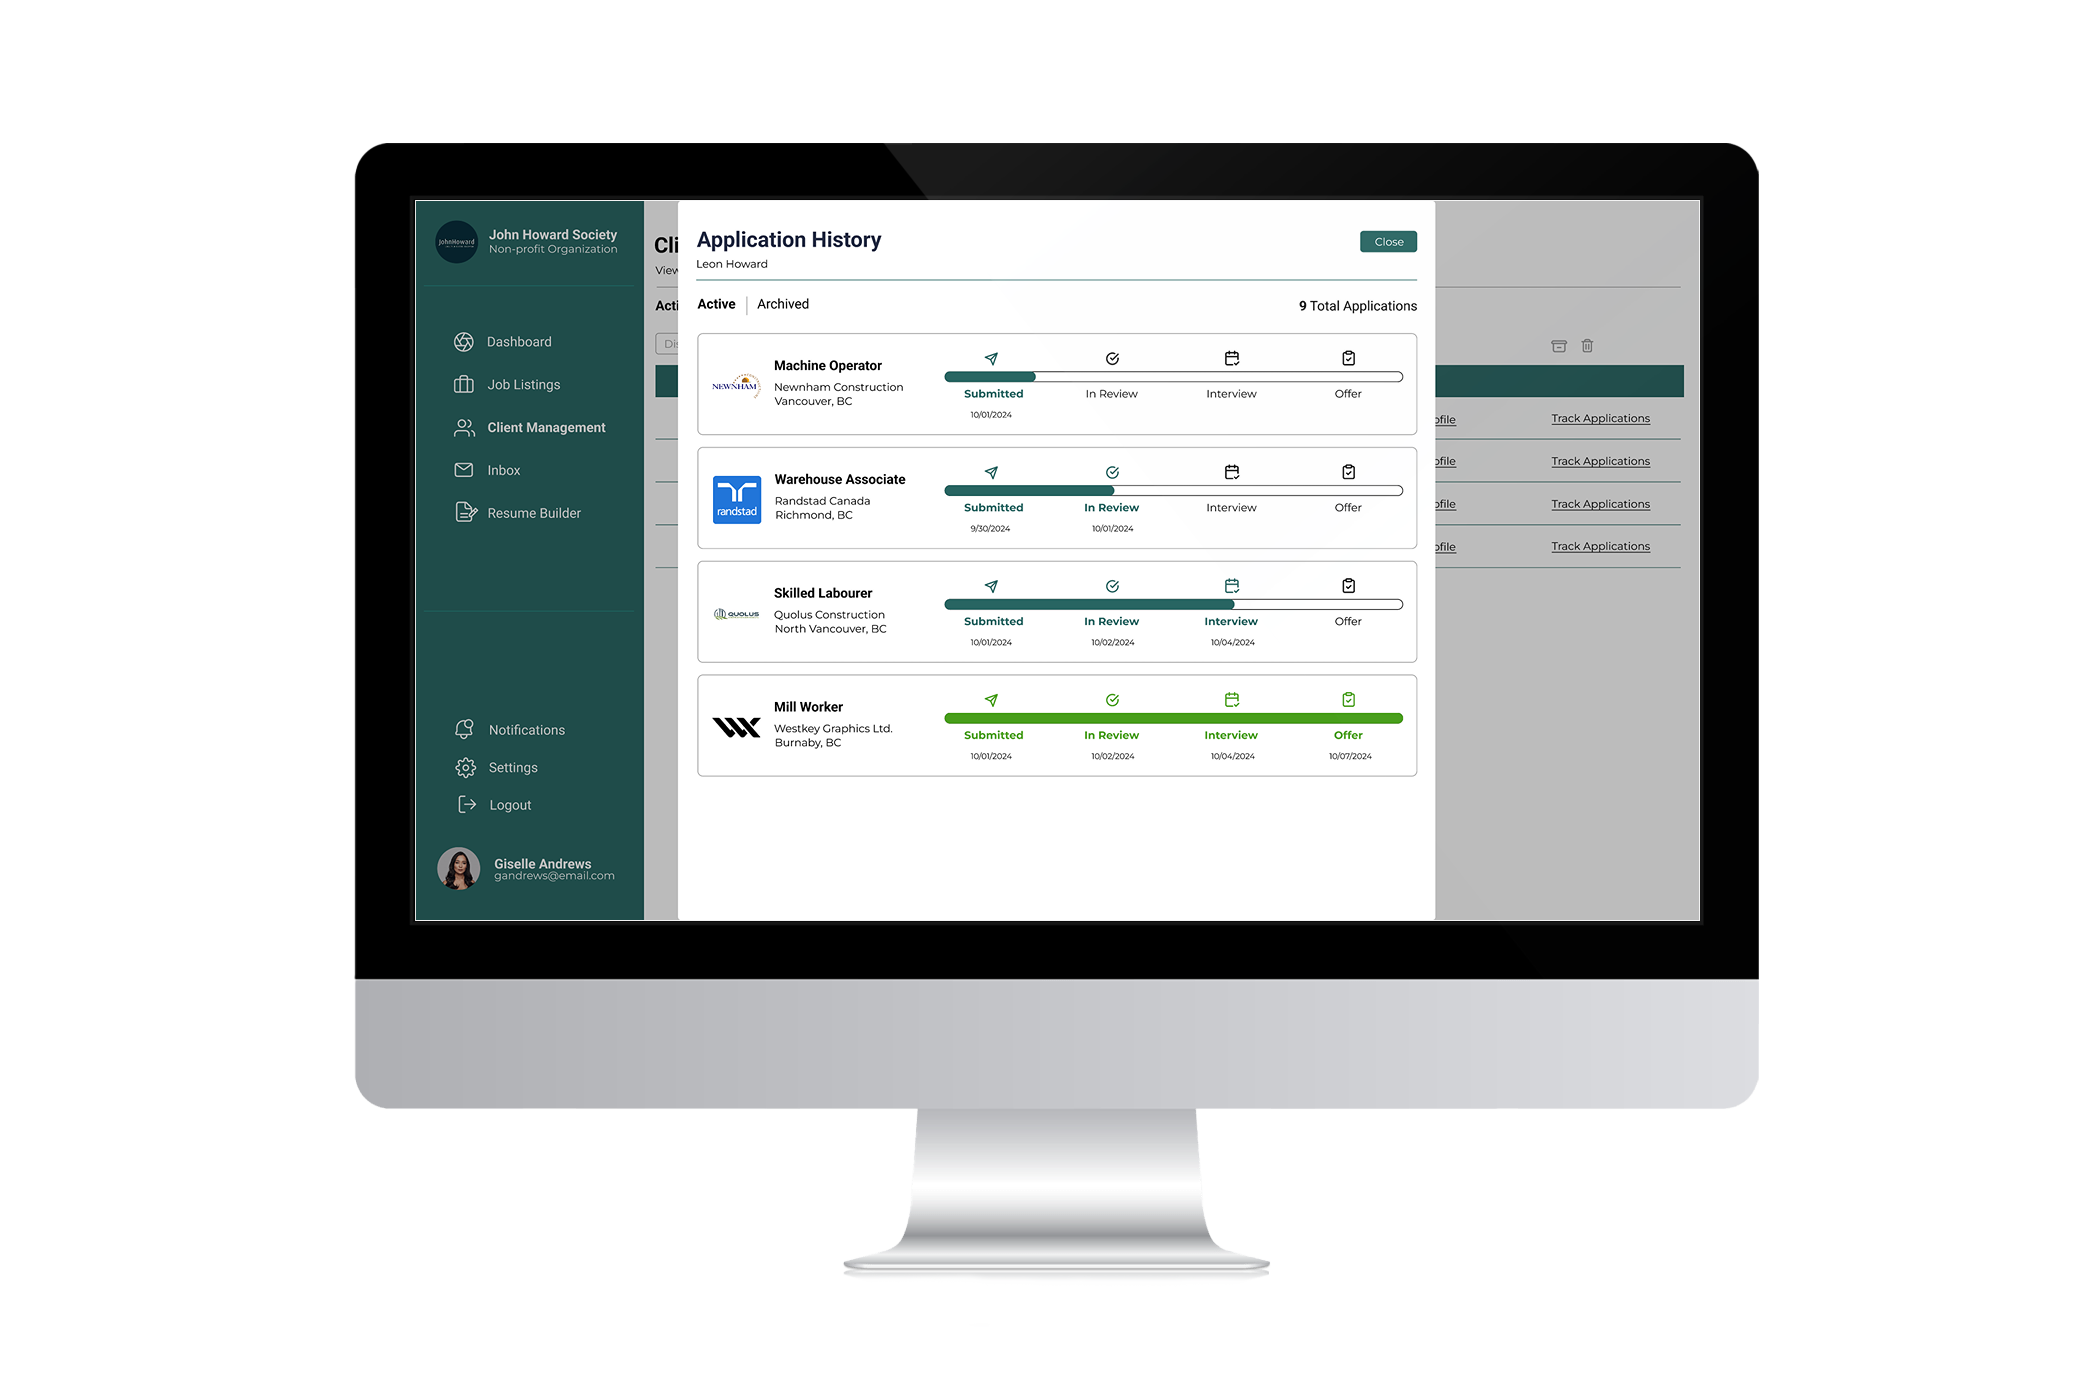 JohnHoward
John Howard Society
Non-profit Organization
Dashboard
Job Listings
Client Management
Inbox
Resume Builder
Notifications
Settings
Logout
Giselle Andrews
gandrews@email.com
Cli
View
Acti
Dis
Application History
Leon Howard
Close
Active | Archived
9 Total Applications
NEWNHAM
Machine Operator
Newnham Construction
Vancouver, BC
Submitted In Review Interview Offer
10/01/2024
randstad
Warehouse Associate
Randstad Canada
Richmond, BC
Submitted In Review Interview Offer
9/30/2024 10/01/2024
QUOLUS
Skilled Labourer
Quolus Construction
North Vancouver, BC
Submitted In Review Interview Offer
10/01/2024 10/02/2024 10/04/2024
Mill Worker
Westkey Graphics Ltd.
Burnaby, BC
Submitted In Review Interview Offer
10/01/2024 10/02/2024 10/04/2024 10/07/2024
ofile Track Applications
ofile Track Applications
ofile Track Applications
ofile Track Applications